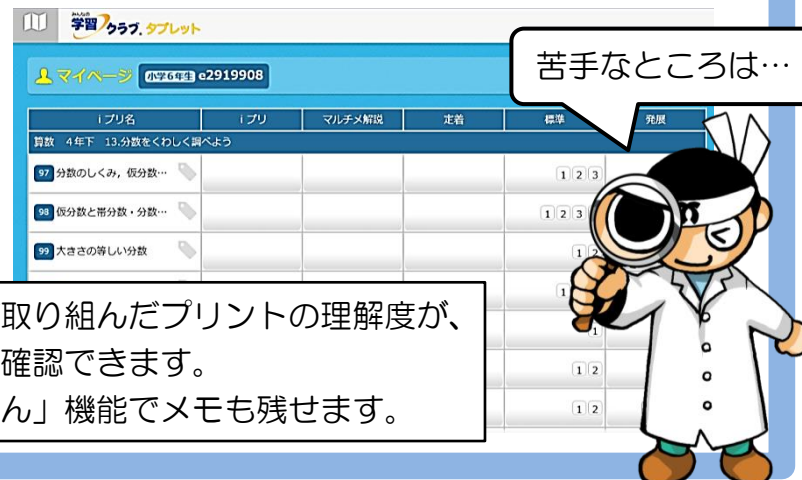 みんなの
学習クラブ.タブレット
苦手なところは…
マイページ 小学6年生 e2919908
iプリ名 iプリ マルチメ解説 定着 標準 発展
算数 4年下 13.分数をくわしく調べよう
97 分数のしくみ，仮分数… 1 2 3
98 仮分数と帯分数・分数… 1 2 3
99 大きさの等しい分数 1 2
1
1
1 2
1 2
取り組んだプリントの理解度が、
確認できます。
ん」機能でメモも残せます。